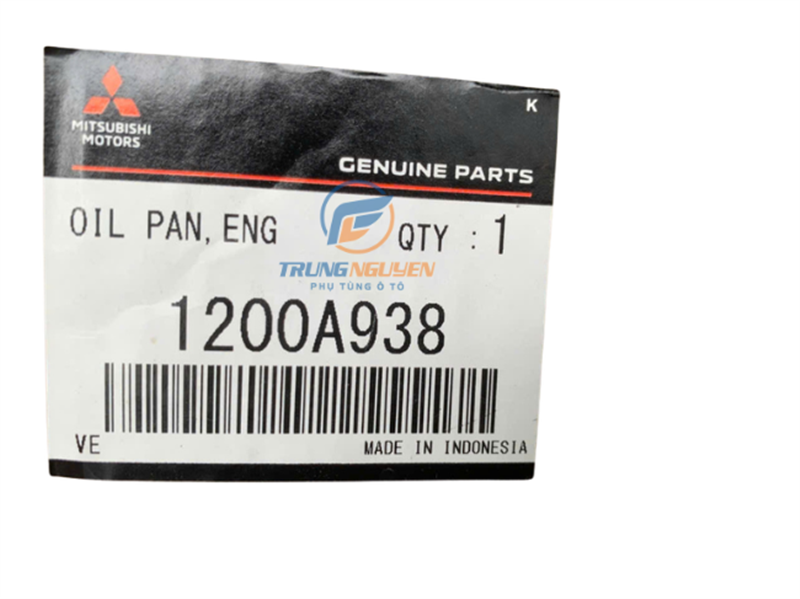 K
MITSUBISHI
MOTORS
GENUINE PARTS
OIL PAN, ENG QTY : 1
TRUNG NGUYEN
PHỤ TÙNG Ô TÔ
1200A938
VE MADE IN INDONESIA